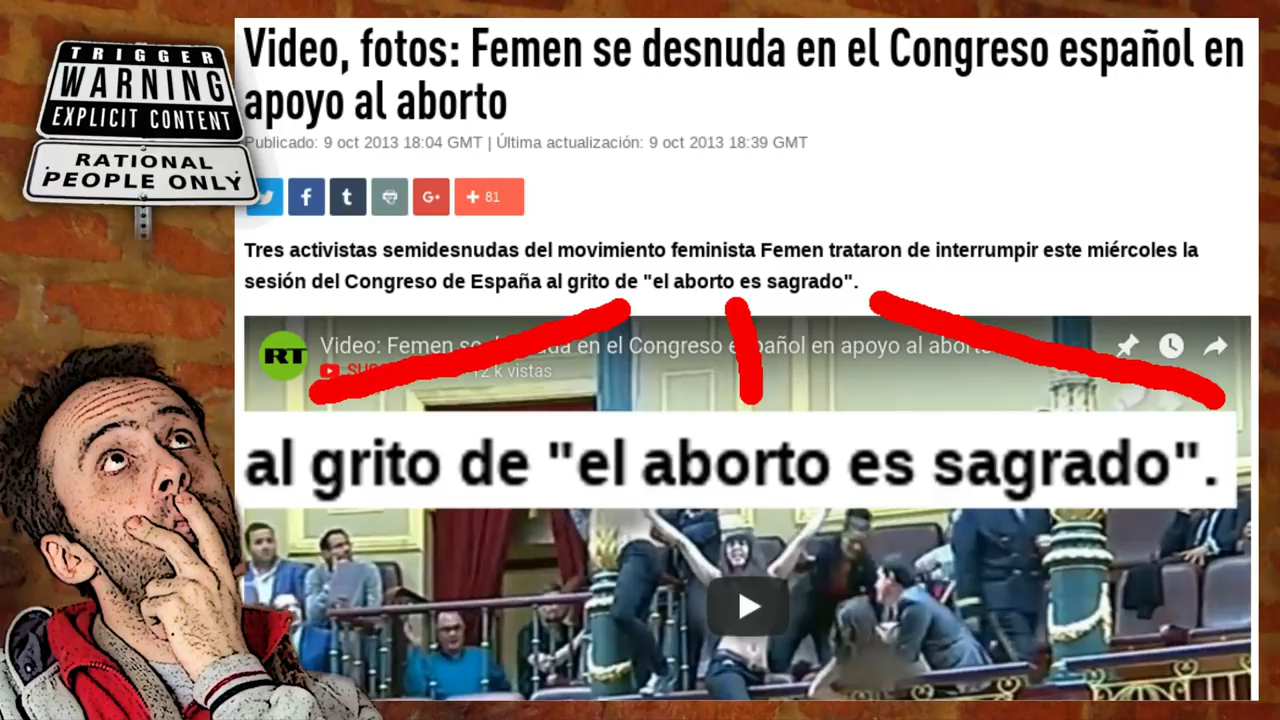 TRIGGER
WARNING
EXPLICIT CONTENT
RATIONAL
PEOPLE ONLY
Video, fotos: Femen se desnuda en el Congreso español en
apoyo al aborto
Publicado: 9 oct 2013 18:04 GMT | Última actualización: 9 oct 2013 18:39 GMT
f t G+ + 81
Tres activistas semidesnudas del movimiento feminista Femen trataron de interrumpir este miércoles la
sesión del Congreso de España al grito de "el aborto es sagrado".
RT
Video: Femen se desnuda en el Congreso español en apoyo al aborto
k vistas
al grito de "el aborto es sagrado".